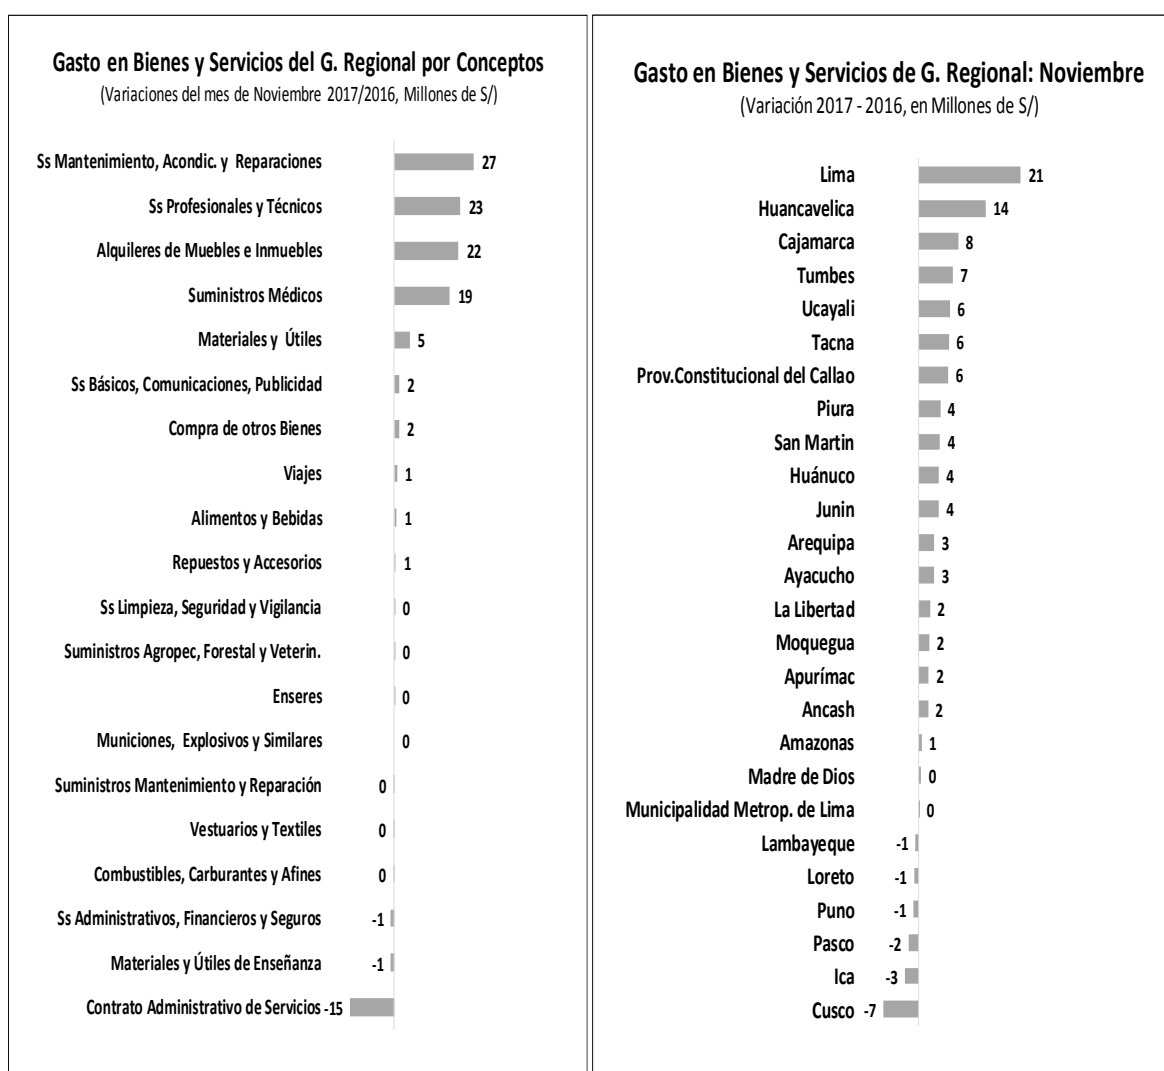 Gasto en Bienes y Servicios del G. Regional por Conceptos
(Variaciones del mes de Noviembre 2017/2016, Millones de S/)
Ss Mantenimiento, Acondic. y Reparaciones 27
Ss Profesionales y Técnicos 23
Alquileres de Muebles e Inmuebles 22
Suministros Médicos 19
Materiales y Útiles 5
Ss Básicos, Comunicaciones, Publicidad 2
Compra de otros Bienes 2
Viajes 1
Alimentos y Bebidas 1
Repuestos y Accesorios 1
Ss Limpieza, Seguridad y Vigilancia 0
Suministros Agropec, Forestal y Veterin. 0
Enseres 0
Municiones, Explosivos y Similares 0
Suministros Mantenimiento y Reparación 0
Vestuarios y Textiles 0
Combustibles, Carburantes y Afines 0
Ss Administrativos, Financieros y Seguros -1
Materiales y Útiles de Enseñanza -1
Contrato Administrativo de Servicios -15
Gasto en Bienes y Servicios de G. Regional: Noviembre
(Variación 2017 - 2016, en Millones de S/)
Lima 21
Huancavelica 14
Cajamarca 8
Tumbes 7
Ucayali 6
Tacna 6
Prov.Constitucional del Callao 6
Piura 4
San Martin 4
Huánuco 4
Junin 4
Arequipa 3
Ayacucho 3
La Libertad 2
Moquegua 2
Apurímac 2
Ancash 2
Amazonas 1
Madre de Dios 0
Municipalidad Metrop. de Lima 0
Lambayeque -1
Loreto -1
Puno -1
Pasco -2
Ica -3
Cusco -7